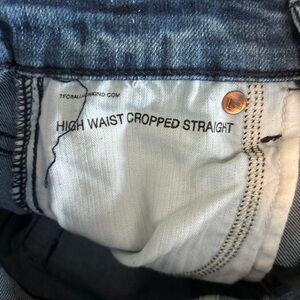 7FORALLMANKIND.COM
HIGH WAIST CROPPED STRAIGHT